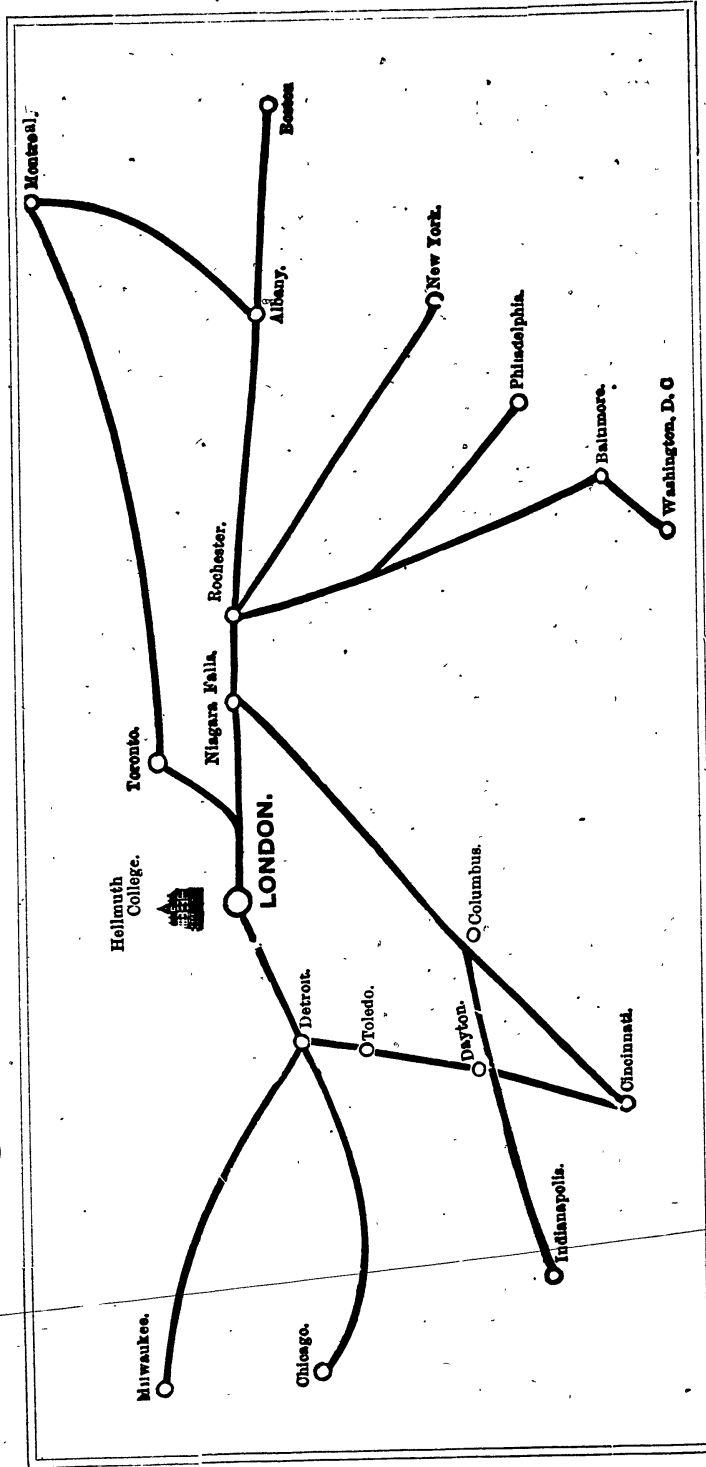 Montreal.
Boston
Albany.
New York.
Philadelphia.
Baltimore.
Washington, D. C
Rochester.
Niagara Falls.
Toronto.
Hellmuth
College.
LONDON.
Columbus.
Detroit.
Toledo.
Dayton.
Cincinnati.
Indianapolis.
Milwaukee.
Chicago.